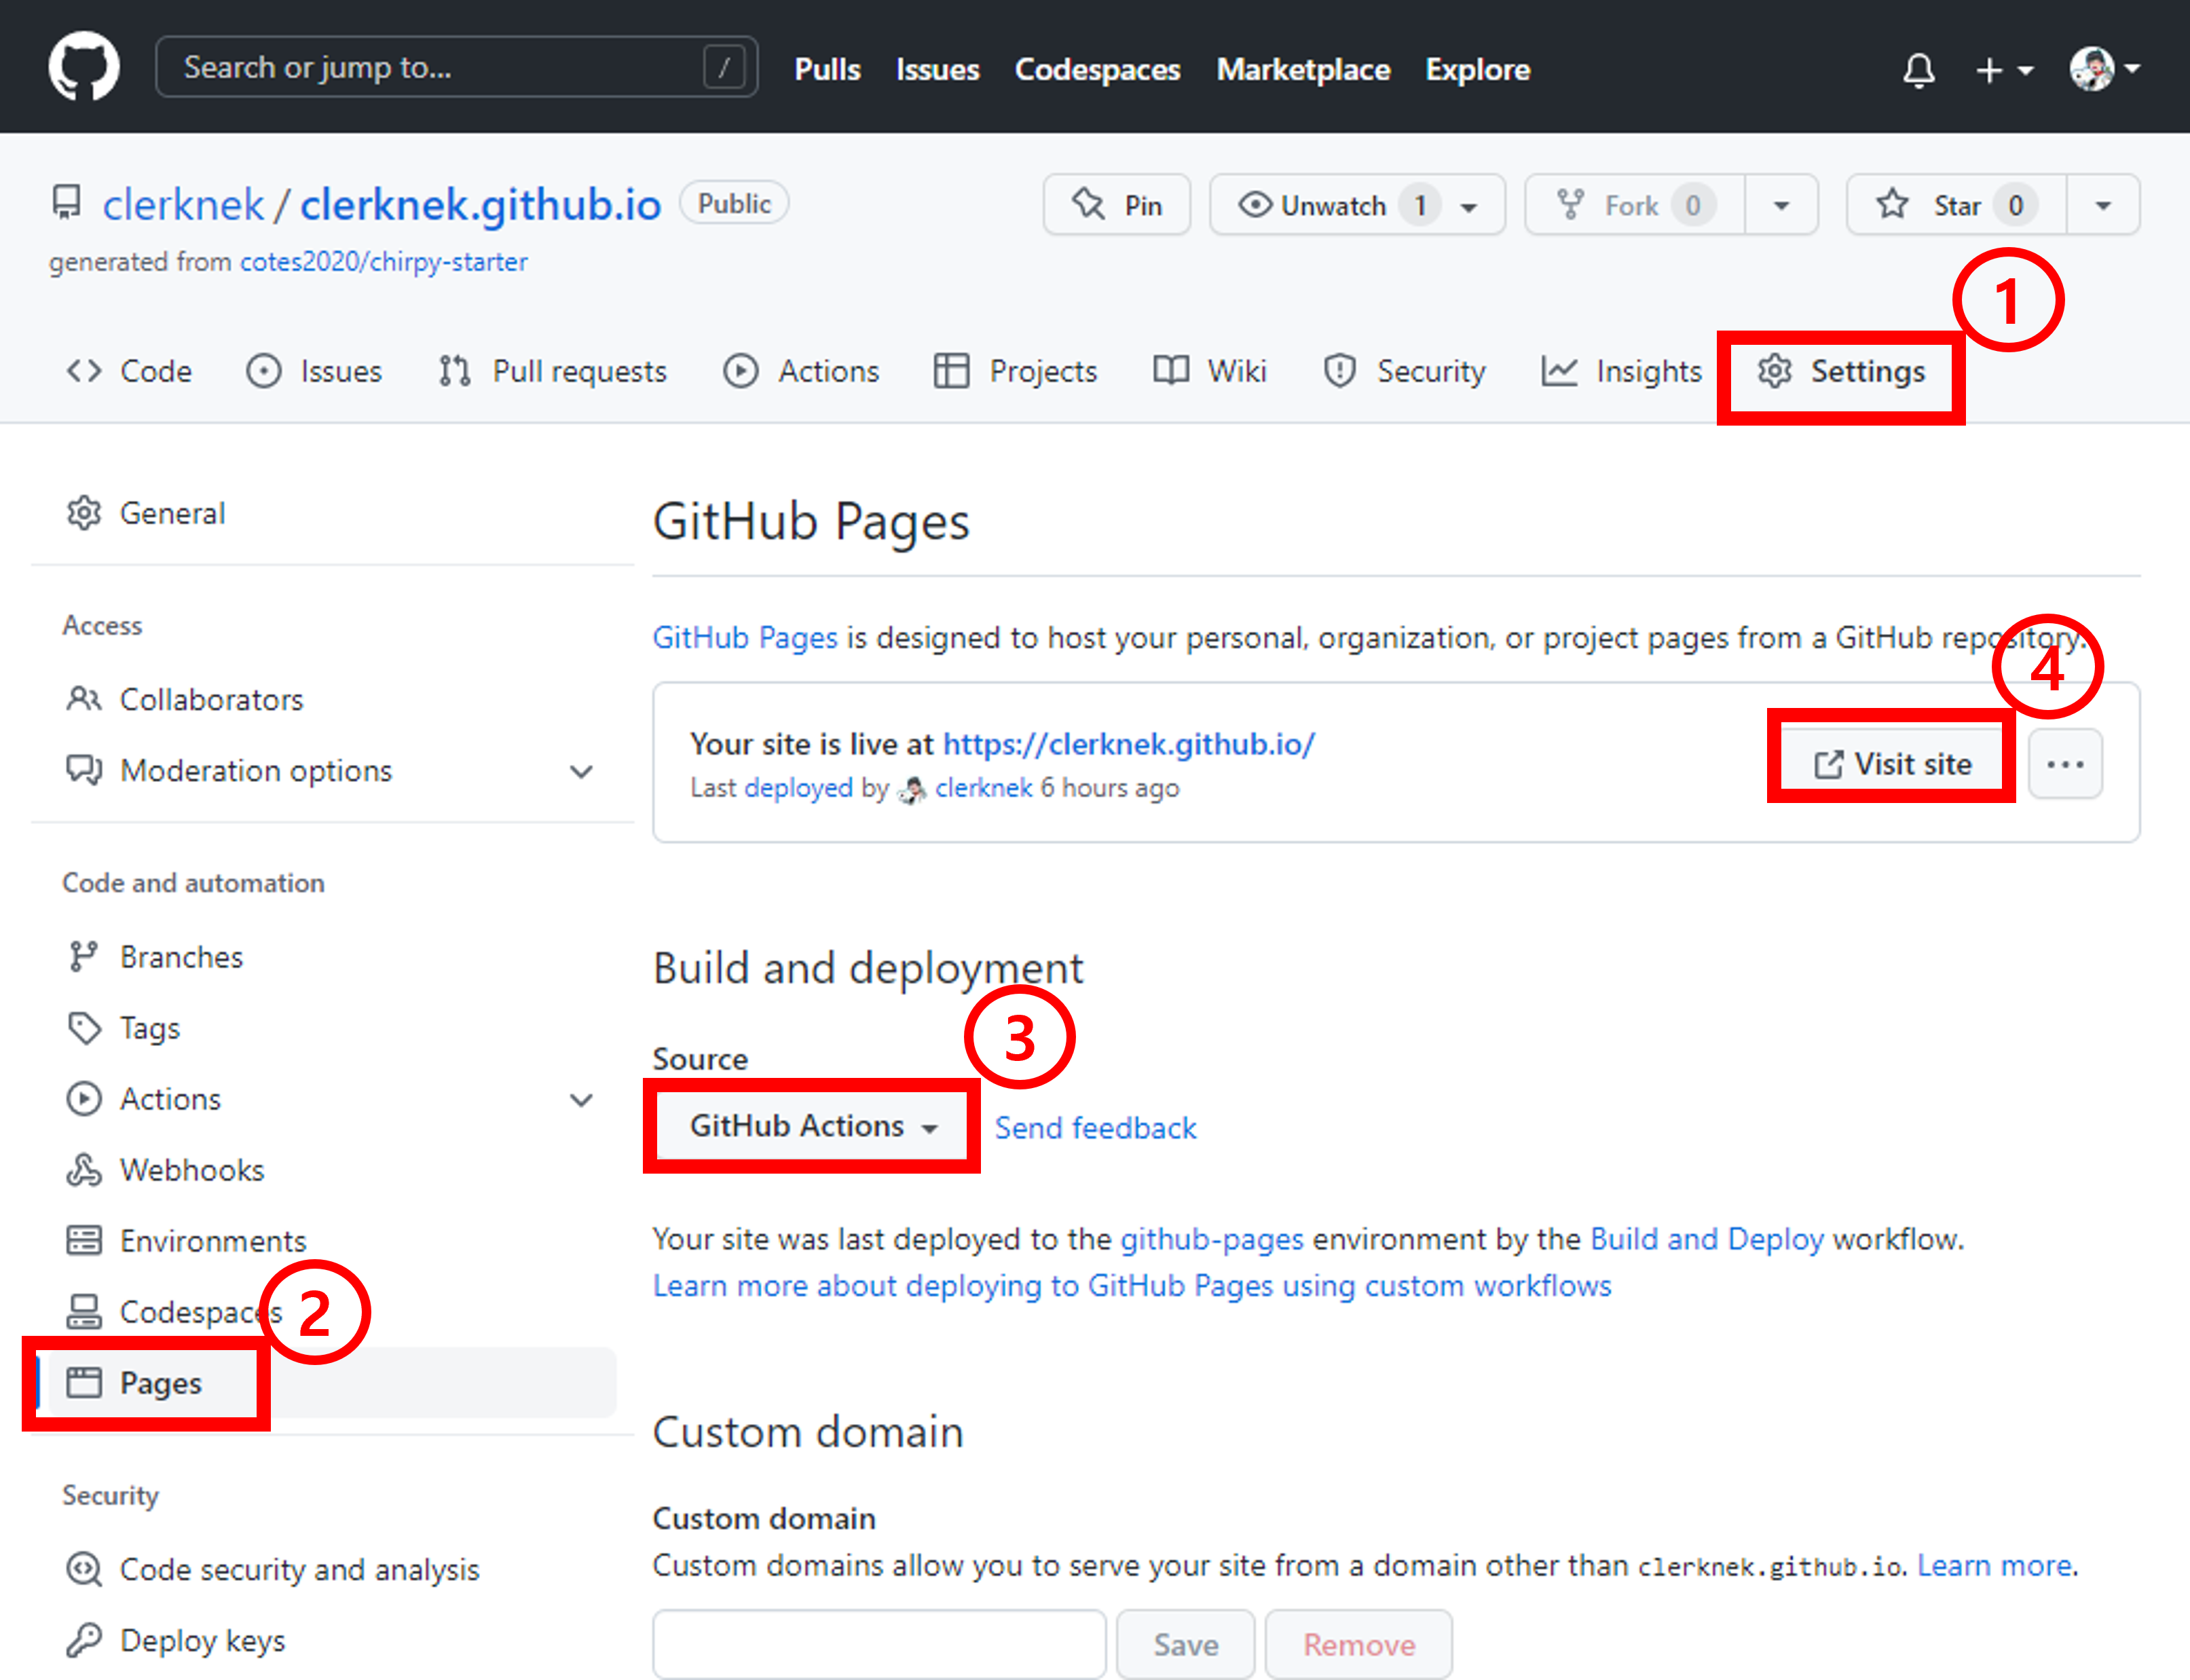 Search or jump to... / Pulls Issues Codespaces Marketplace Explore
clerknek / clerknek.github.io Public Pin Unwatch 1 Fork 0 Star 0
generated from cotes2020/chirpy-starter
1
Code Issues Pull requests Actions Projects Wiki Security Insights Settings
General
Access
Collaborators
Moderation options
Code and automation
Branches
Tags
Actions
Webhooks
Environments
Codespaces
2
Pages
Security
Code security and analysis
Deploy keys
GitHub Pages
GitHub Pages is designed to host your personal, organization, or project pages from a GitHub repository.
4
Your site is live at https://clerknek.github.io/
Last deployed by clerknek 6 hours ago
Visit site ...
Build and deployment
3
Source
GitHub Actions Send feedback
Your site was last deployed to the github-pages environment by the Build and Deploy workflow.
Learn more about deploying to GitHub Pages using custom workflows
Custom domain
Custom domain
Custom domains allow you to serve your site from a domain other than clerknek.github.io. Learn more.
Save Remove